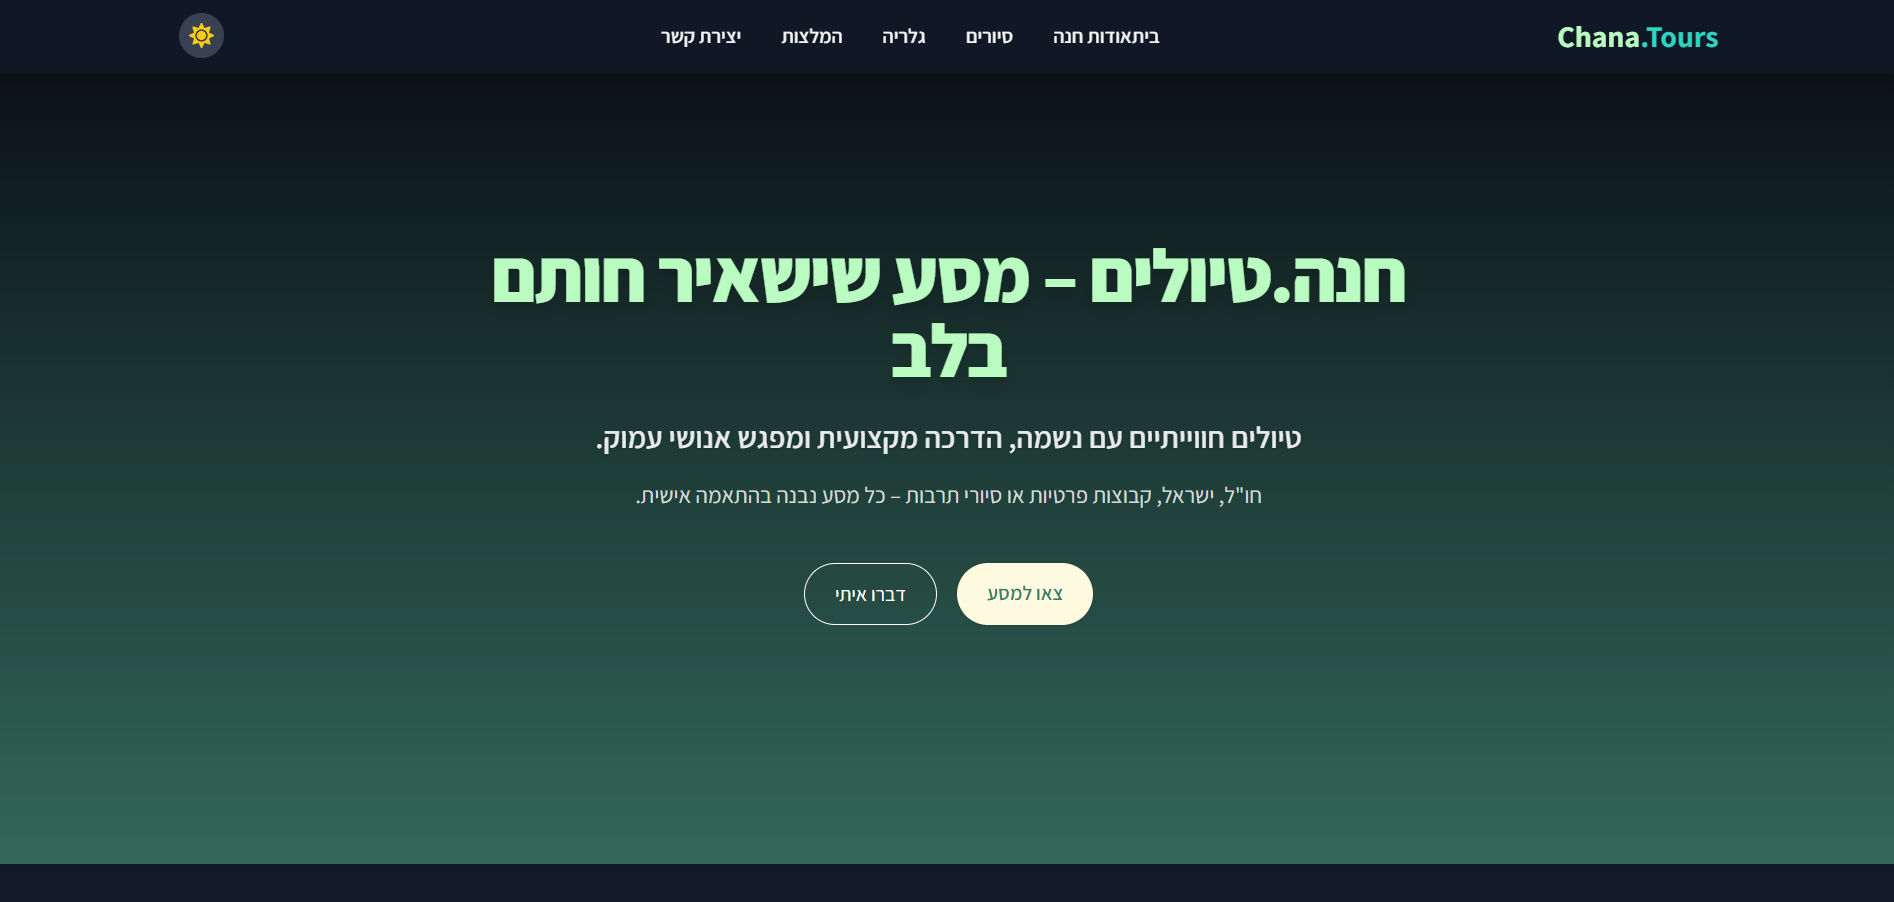 Chana.Tours
ביתאודות חנה סיורים גלריה המלצות יצירת קשר
חנה.טיולים – מסע שישאיר חותם
בלב
טיולים חווייתיים עם נשמה, הדרכה מקצועית ומפגש אנושי עמוק.
חו"ל, ישראל, קבוצות פרטיות או סיורי תרבות – כל מסע נבנה בהתאמה אישית.
צאו למסע
דברו איתי